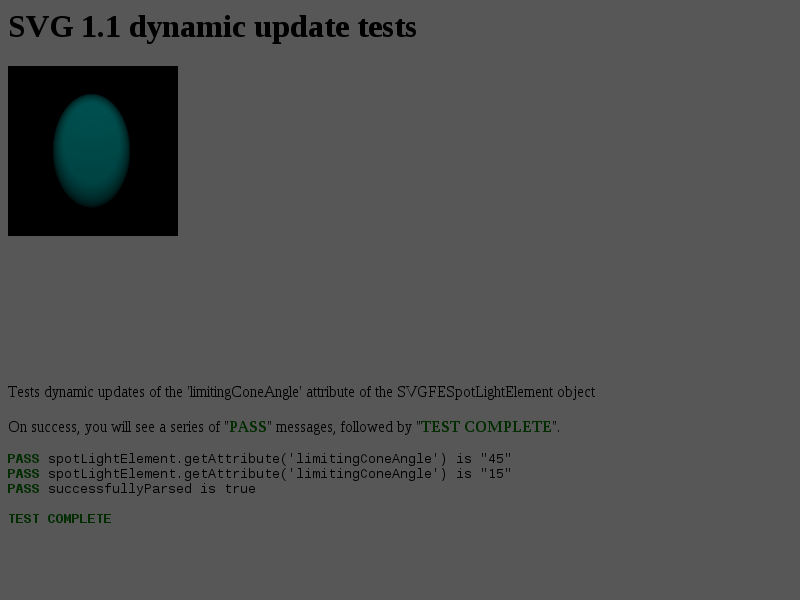 SVG 1.1 dynamic update tests
Tests dynamic updates of the 'limitingConeAngle' attribute of the SVGFESpotLightElement object
On success, you will see a series of "PASS" messages, followed by "TEST COMPLETE".
PASS spotLightElement.getAttribute('limitingConeAngle') is "45"
PASS spotLightElement.getAttribute('limitingConeAngle') is "15"
PASS successfullyParsed is true
TEST COMPLETE